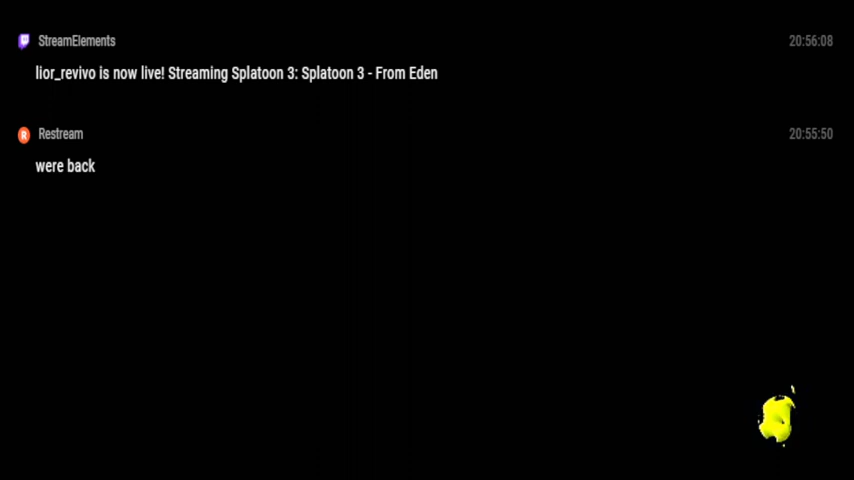 StreamElements 20:56:08
lior_revivo is now live! Streaming Splatoon 3: Splatoon 3 - From Eden
R Restream 20:55:50
were back